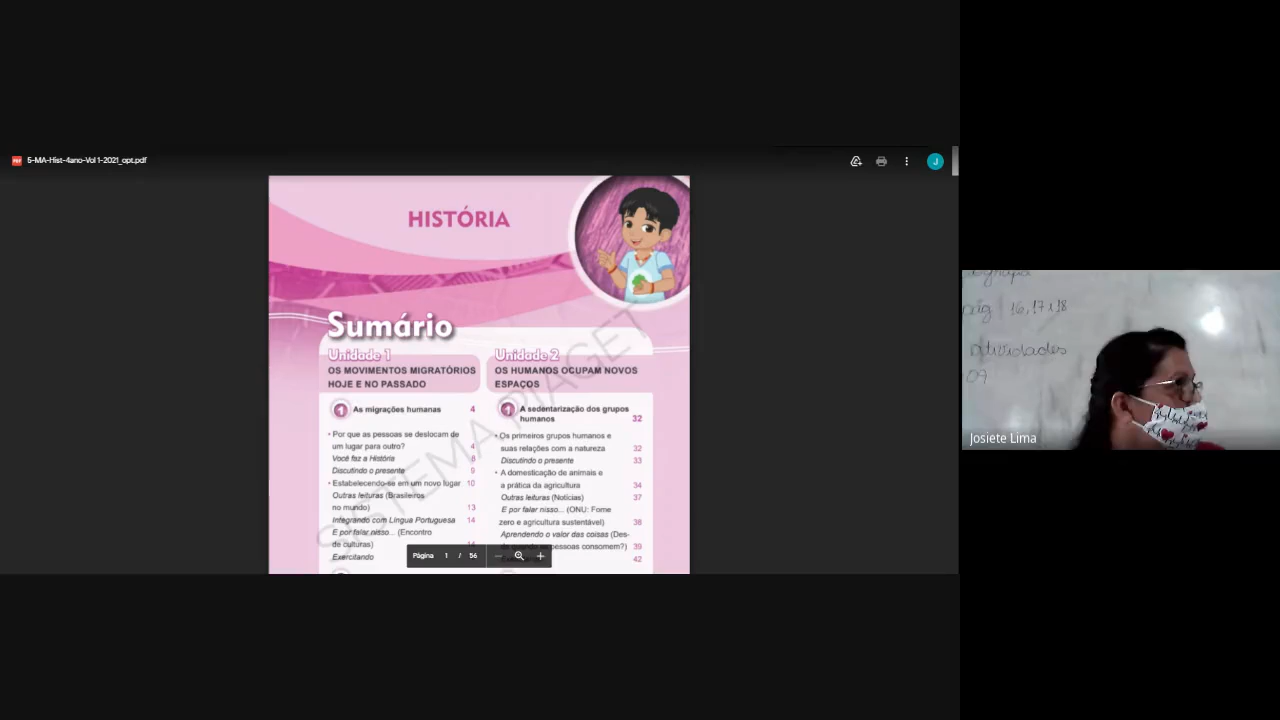 5-MA-Hist-4ano-Vol 1-2021_opt.pdf
J
HISTÓRIA
Sumário
Unidade 1
OS MOVIMENTOS MIGRATÓRIOS
HOJE E NO PASSADO
1 As migrações humanas 4
• Por que as pessoas se deslocam de
um lugar para outro? 4
Você faz a História 8
Discutindo o presente 9
• Estabelecendo-se em um novo lugar 10
Outras leituras (Brasileiros
no mundo) 13
Integrando com Língua Portuguesa 14
E por falar nisso... (Encontro
de culturas) 14
Exercitando
Unidade 2
OS HUMANOS OCUPAM NOVOS
ESPAÇOS
1 A sedentarização dos grupos
humanos 32
• Os primeiros grupos humanos e
suas relações com a natureza 32
Discutindo o presente 33
• A domesticação de animais e
a prática da agricultura 34
Outras leituras (Notícias) 37
E por falar nisso... (ONU: Fome
zero e agricultura sustentável) 38
Aprendendo o valor das coisas (Des-
pessoas consomem?) 39
42
SISTEMA PIAGET
Página 1 / 56
pág 16, 17 e 18
atividades
09
Josiete Lima